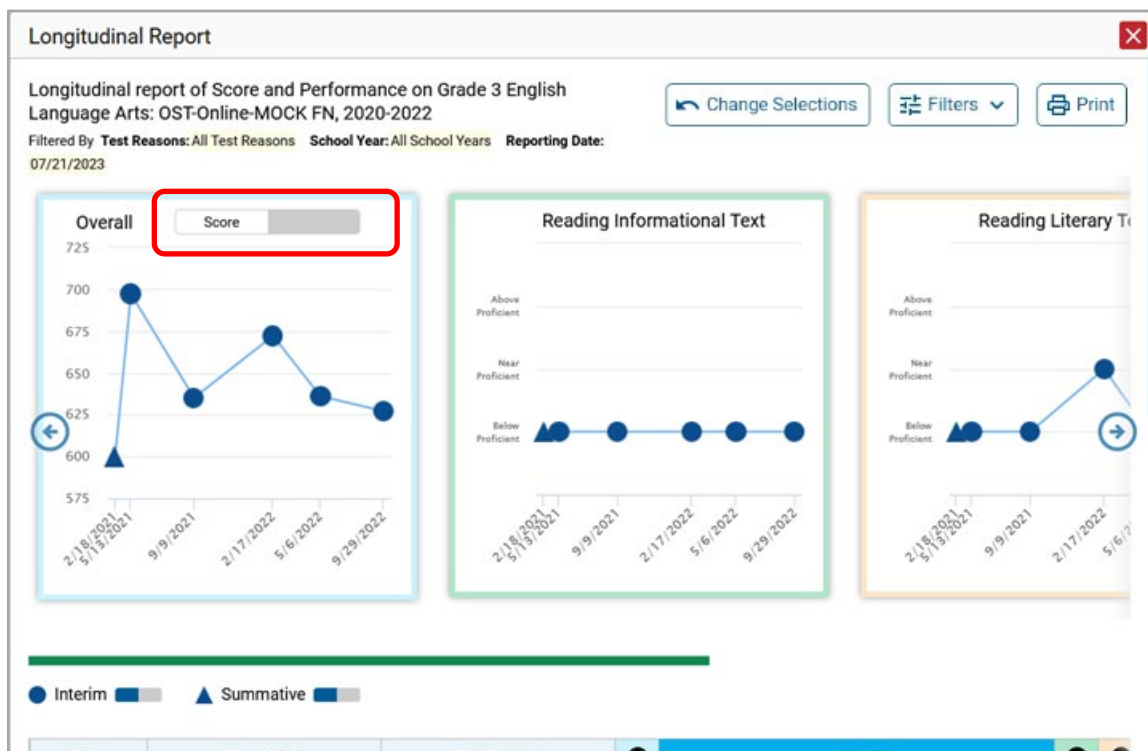 Longitudinal Report
Longitudinal report of Score and Performance on Grade 3 English
Language Arts: OST-Online-MOCK FN, 2020-2022
Change Selections
Filters
Print
Filtered By Test Reasons: All Test Reasons School Year: All School Years Reporting Date:
07/21/2023
Overall
Score
725
700
675
650
625
600
575
2/18/2021
5/13/2021
9/9/2021
2/17/2022
5/6/2022
9/29/2022
Reading Informational Text
Above
Proficient
Near
Proficient
Below
Proficient
2/18/2021
5/13/2021
9/9/2021
2/17/2022
5/6/2022
9/29/2022
Reading Literary
Above
Proficient
Near
Proficient
Below
Proficient
2/18/2021
5/13/2021
9/9/2021
2/17/2022
Interim
Summative